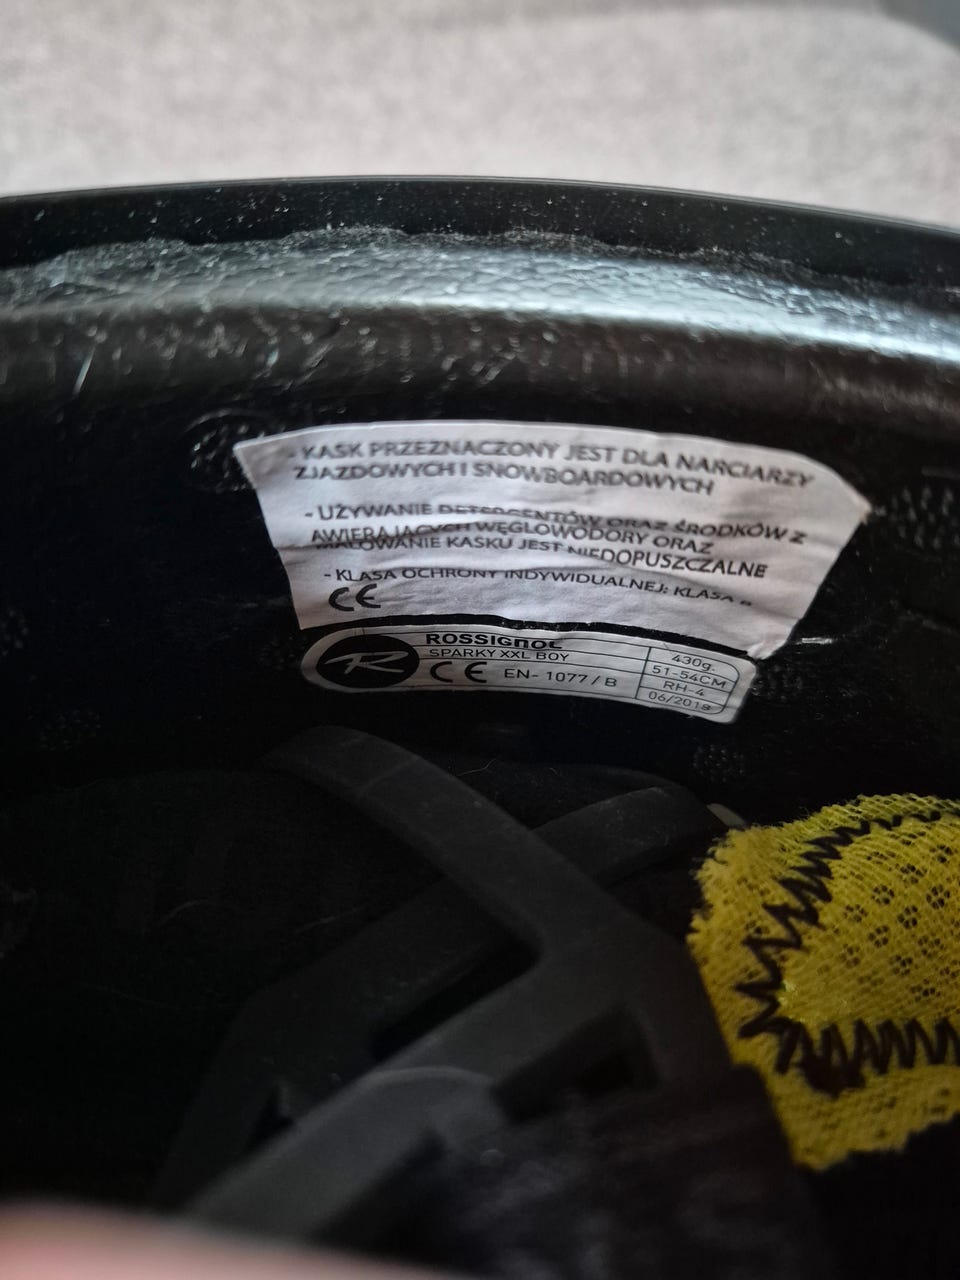 - KASK PRZEZNACZONY JEST DLA NARCIARZY
ZJAZDOWYCH I SNOWBOARDOWYCH
- UŻYWANIE DETERGENTÓW ORAZ ŚRODKÓW Z
AWIERAJĄCYCH WĘGLOWODORY ORAZ
MALOWANIE KASKU JEST NIEDOPUSZCZALNE
- KLASA OCHRONY INDYWIDUALNEJ: KLASA
CE
R
ROSSIGNOL
SPARKY XXL BOY
CE EN- 1077 / B
430g.
51-54CM
RH-4
06/2018